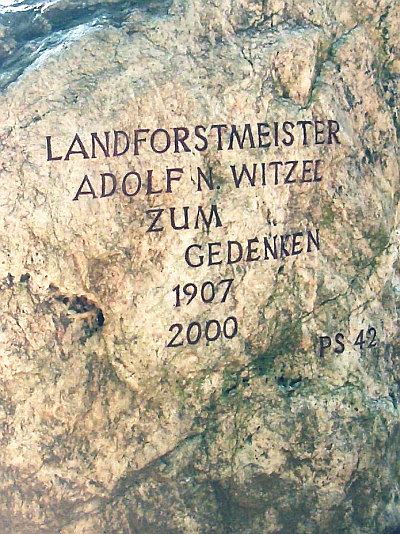 LANDFORSTMEISTER
ADOLF N. WITZEL
ZUM
GEDENKEN
1907
2000
PS 42